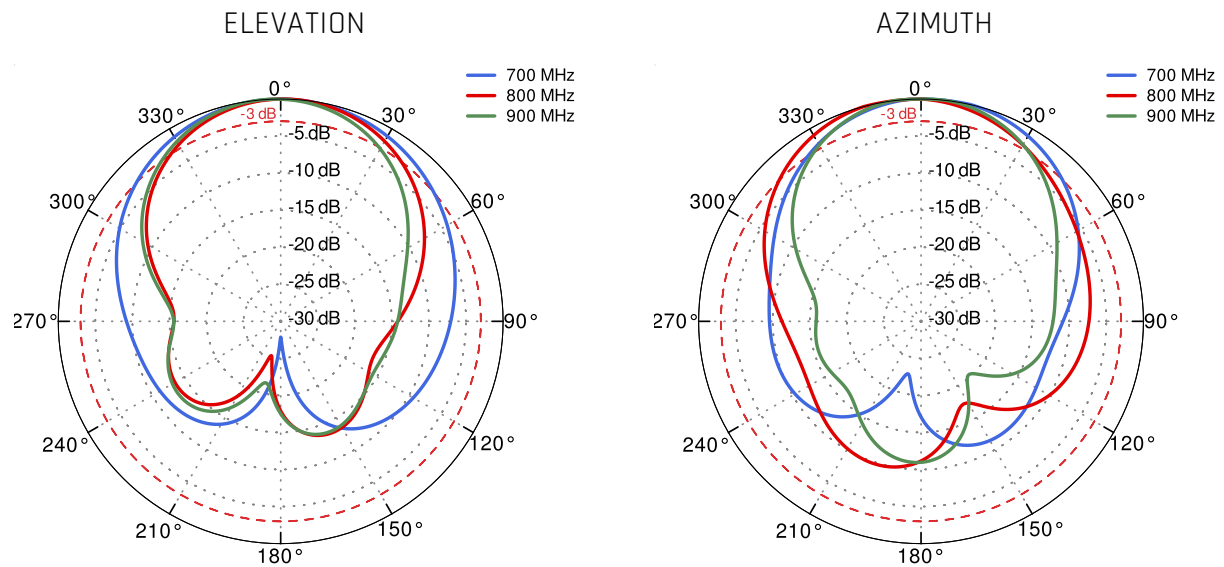 ELEVATION
700 MHz
800 MHz
900 MHz
0°
-3 dB
330°
30°
-5 dB
-10 dB
300°
60°
-15 dB
-20 dB
-25 dB
270°
-30 dB
90°
240°
120°
210°
150°
180°
AZIMUTH
700 MHz
800 MHz
900 MHz
0°
-3 dB
330°
30°
-5 dB
-10 dB
300°
60°
-15 dB
-20 dB
-25 dB
270°
-30 dB
90°
240°
120°
210°
150°
180°